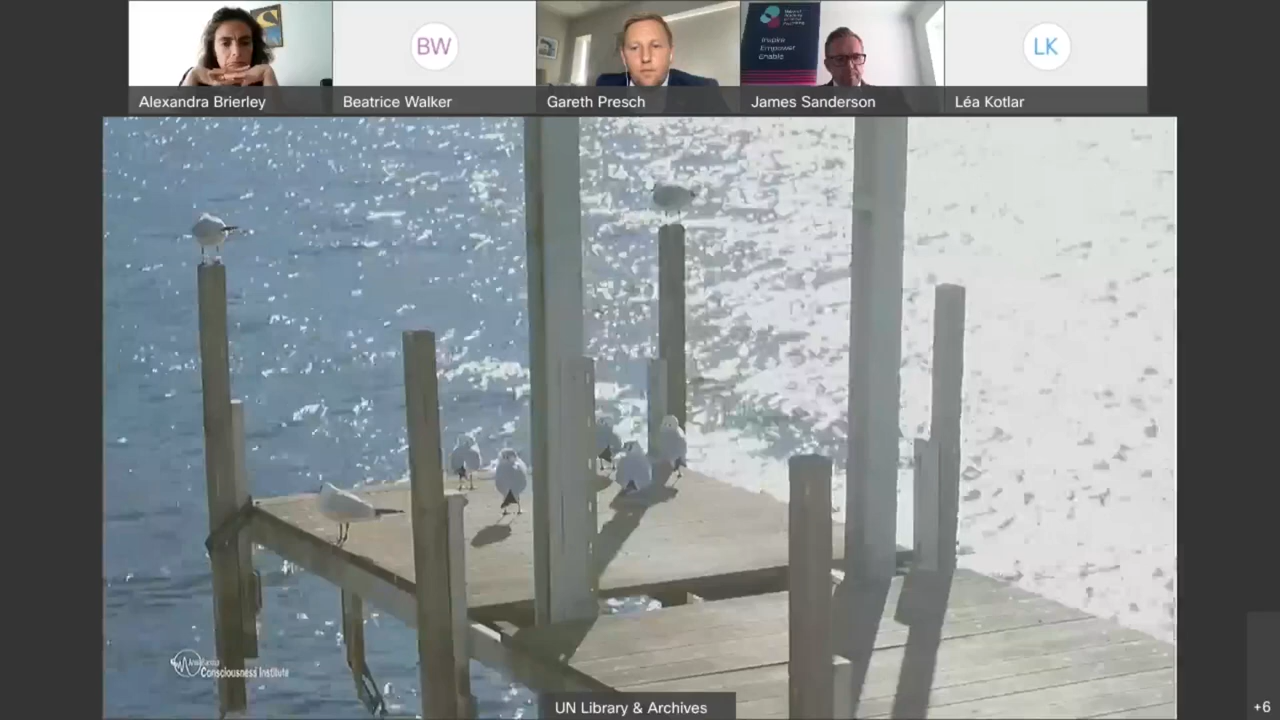 BW
LK
Inspire
Empower
Enable
Alexandra Brierley
Beatrice Walker
Gareth Presch
James Sanderson
Léa Kotlar
Consciousness Institute
UN Library & Archives
+6